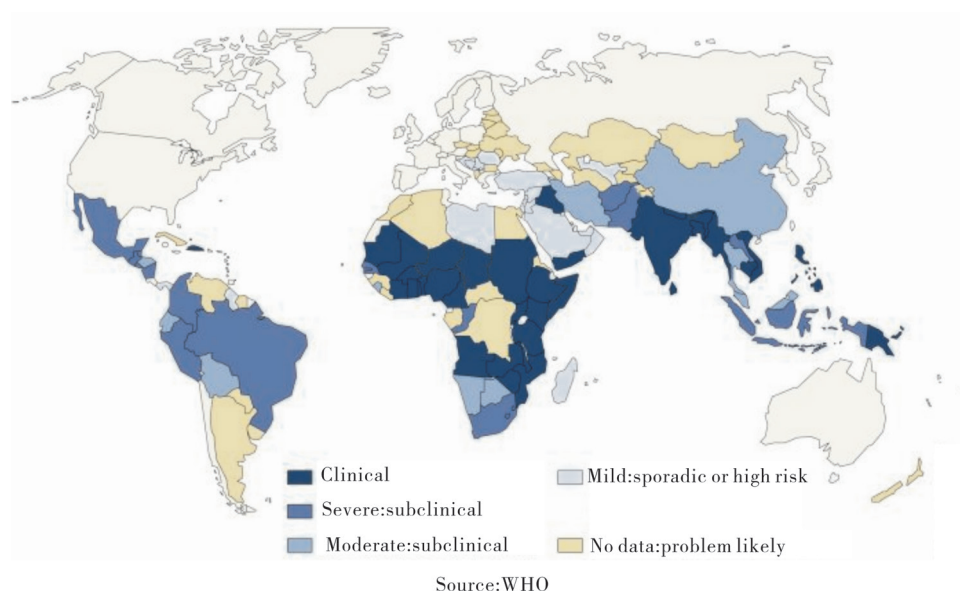 Clinical
Severe:subclinical
Moderate:subclinical
Mild:sporadic or high risk
No data:problem likely
Source:WHO